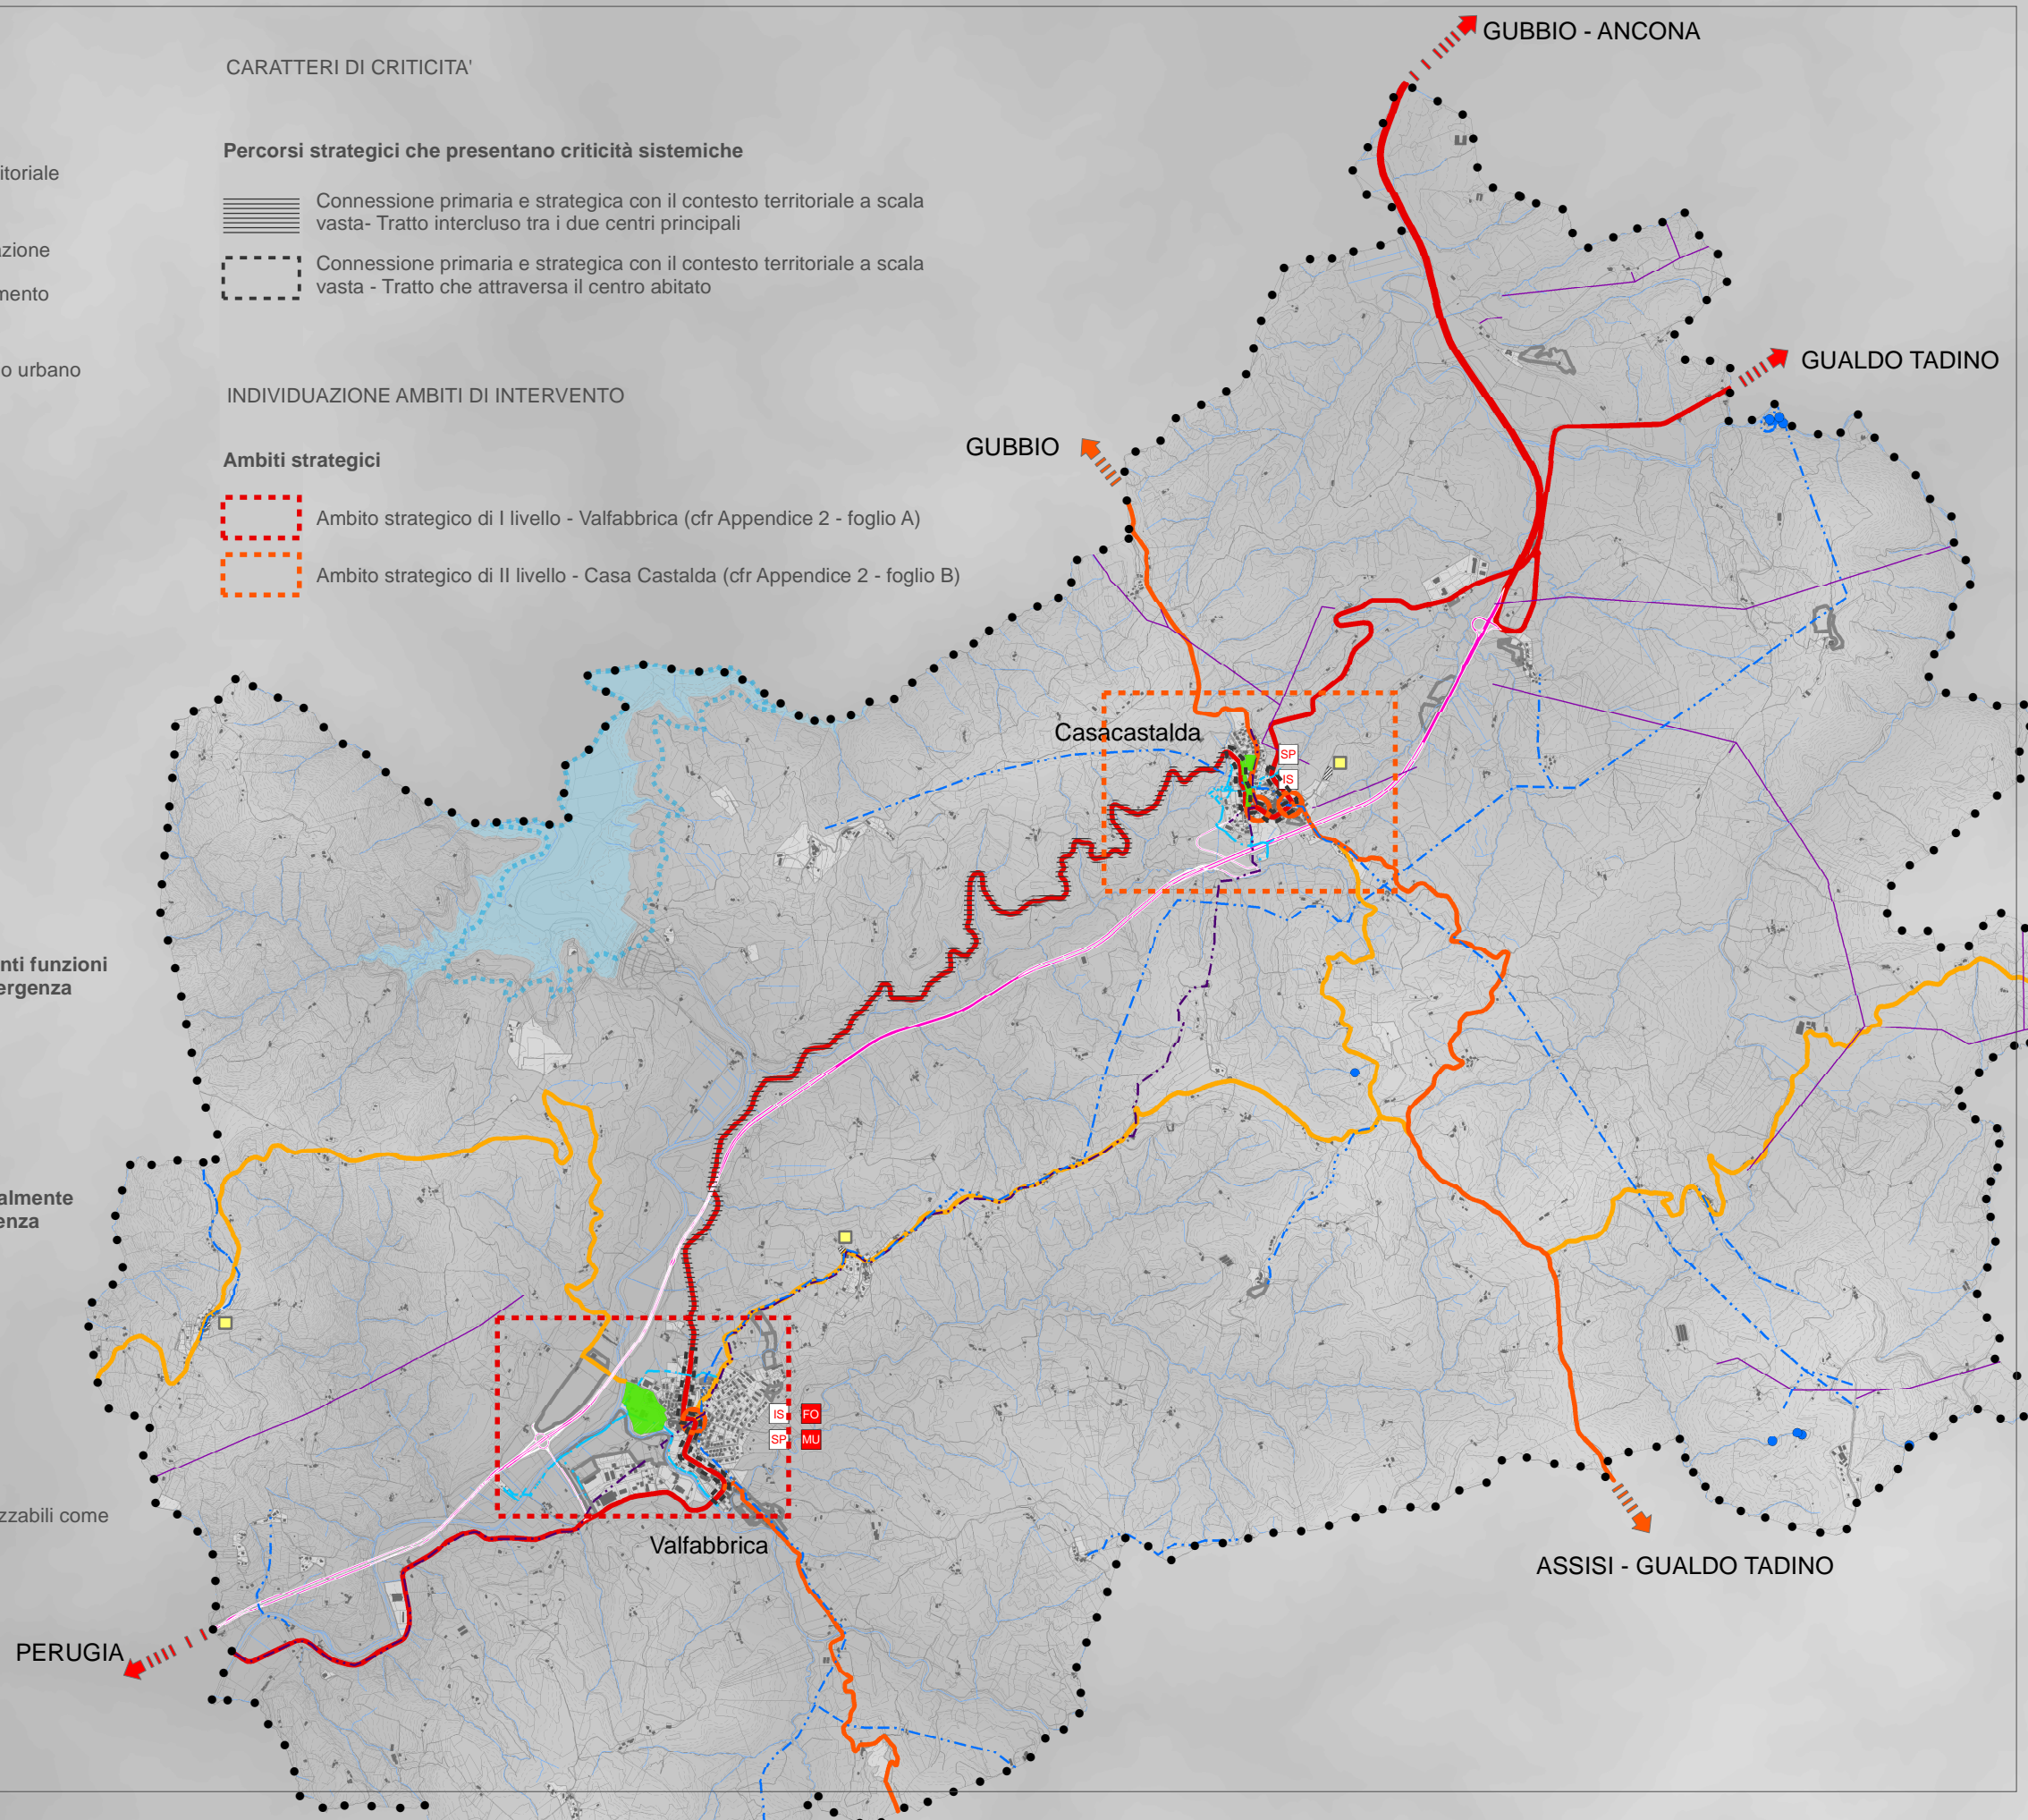 CARATTERI DI CRITICITA'
Percorsi strategici che presentano criticità sistemiche
Connessione primaria e strategica con il contesto territoriale a scala
vasta- Tratto intercluso tra i due centri principali
Connessione primaria e strategica con il contesto territoriale a scala
vasta - Tratto che attraversa il centro abitato
INDIVIDUAZIONE AMBITI DI INTERVENTO
Ambiti strategici
Ambito strategico di I livello - Valfabbrica (cfr Appendice 2 - foglio A)
Ambito strategico di II livello - Casa Castalda (cfr Appendice 2 - foglio B)
itoriale
azione
mento
o urbano
nti funzioni
ergenza
almente
enza
zzabili come
GUBBIO - ANCONA
GUALDO TADINO
GUBBIO
Casacastalda
SP
IS
IS FO
SP MU
Valfabbrica
ASSISI - GUALDO TADINO
PERUGIA